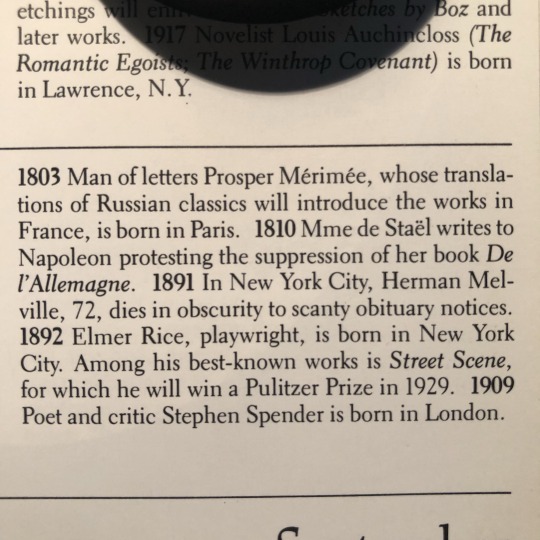 etchings will Sketches by Boz and
later works. 1917 Novelist Louis Auchincloss (The
Romantic Egoists; The Winthrop Covenant) is born
in Lawrence, N.Y.
1803 Man of letters Prosper Mérimée, whose transla-
tions of Russian classics will introduce the works in
France, is born in Paris. 1810 Mme de Staël writes to
Napoleon protesting the suppression of her book De
l'Allemagne. 1891 In New York City, Herman Mel-
ville, 72, dies in obscurity to scanty obituary notices.
1892 Elmer Rice, playwright, is born in New York
City. Among his best-known works is Street Scene,
for which he will win a Pulitzer Prize in 1929. 1909
Poet and critic Stephen Spender is born in London.